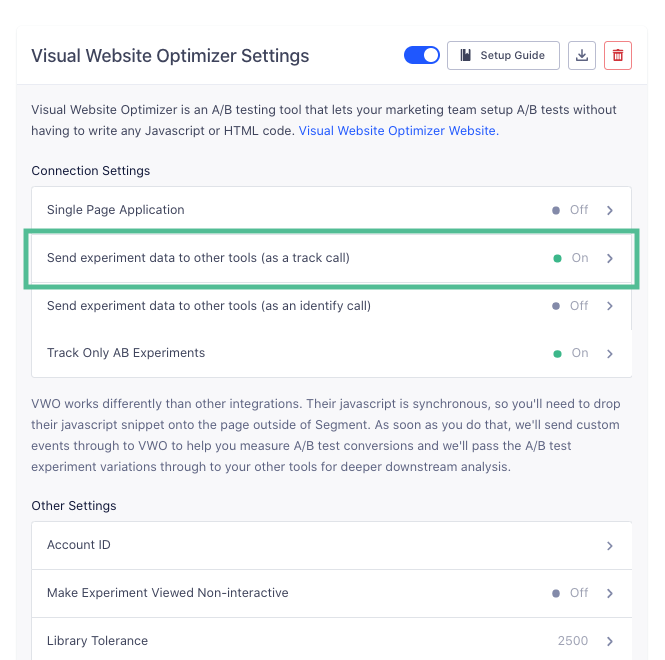 Visual Website Optimizer Settings
Setup Guide
Visual Website Optimizer is an A/B testing tool that lets your marketing team setup A/B tests without
having to write any Javascript or HTML code. Visual Website Optimizer Website.
Connection Settings
Single Page Application Off
Send experiment data to other tools (as a track call) On
Send experiment data to other tools (as an identify call) Off
Track Only AB Experiments On
VWO works differently than other integrations. Their javascript is synchronous, so you'll need to drop
their javascript snippet onto the page outside of Segment. As soon as you do that, we'll send custom
events through to VWO to help you measure A/B test conversions and we'll pass the A/B test
experiment variations through to your other tools for deeper downstream analysis.
Other Settings
Account ID
Make Experiment Viewed Non-interactive Off
Library Tolerance 2500